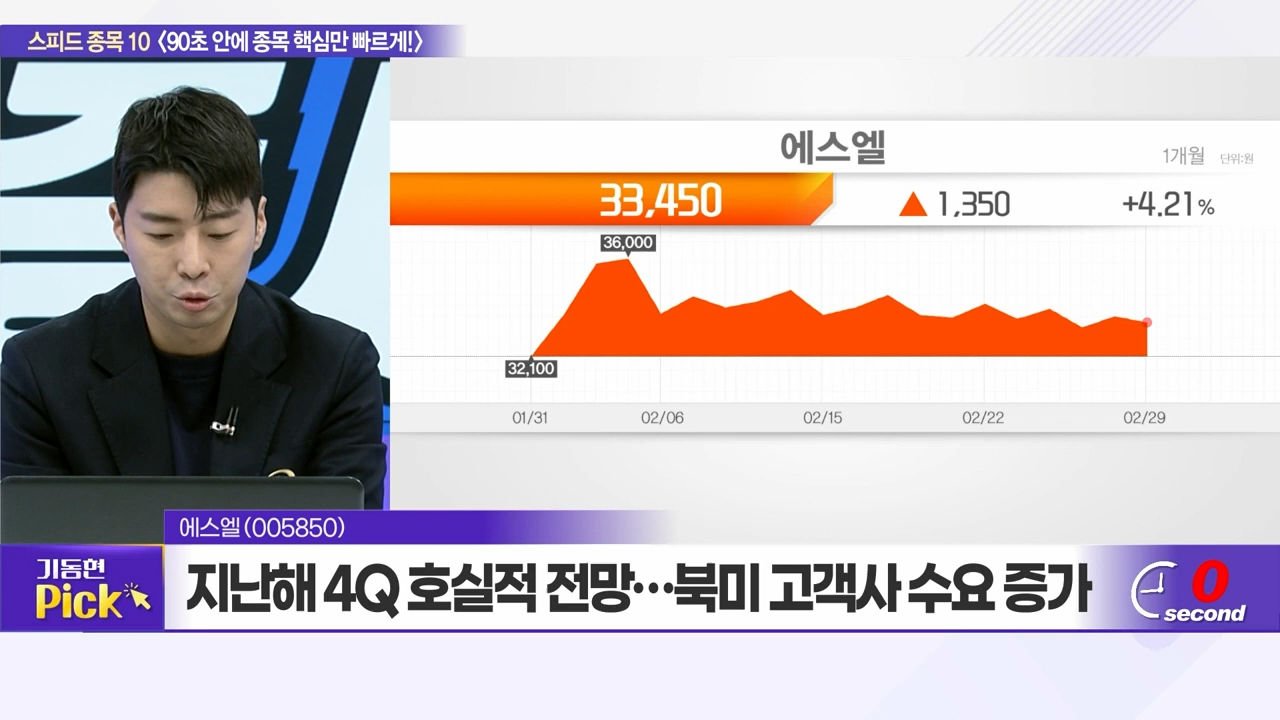 스피드 종목 10 〈90초 안에 종목 핵심만 빠르게!〉
에스엘
1개월 단위:원
33,450 ▲ 1,350 +4.21%
36,000
32,100
01/31 02/06 02/15 02/22 02/29
에스엘(005850)
기동현
Pick
지난해 4Q 호실적 전망…북미 고객사 수요 증가
0
second